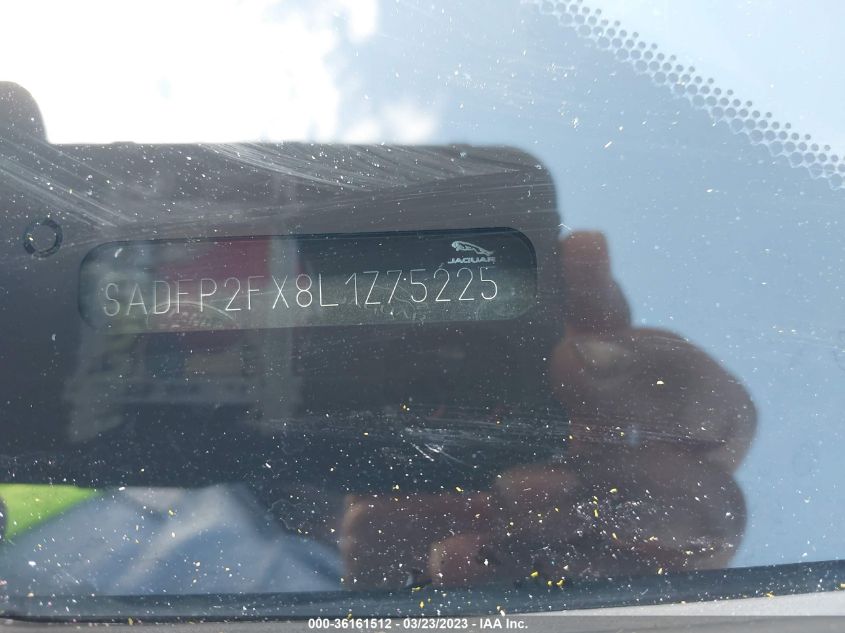 JAGUAR
SADFP2FX8L1Z75225
000-36161512 - 03/23/2023 - IAA Inc.